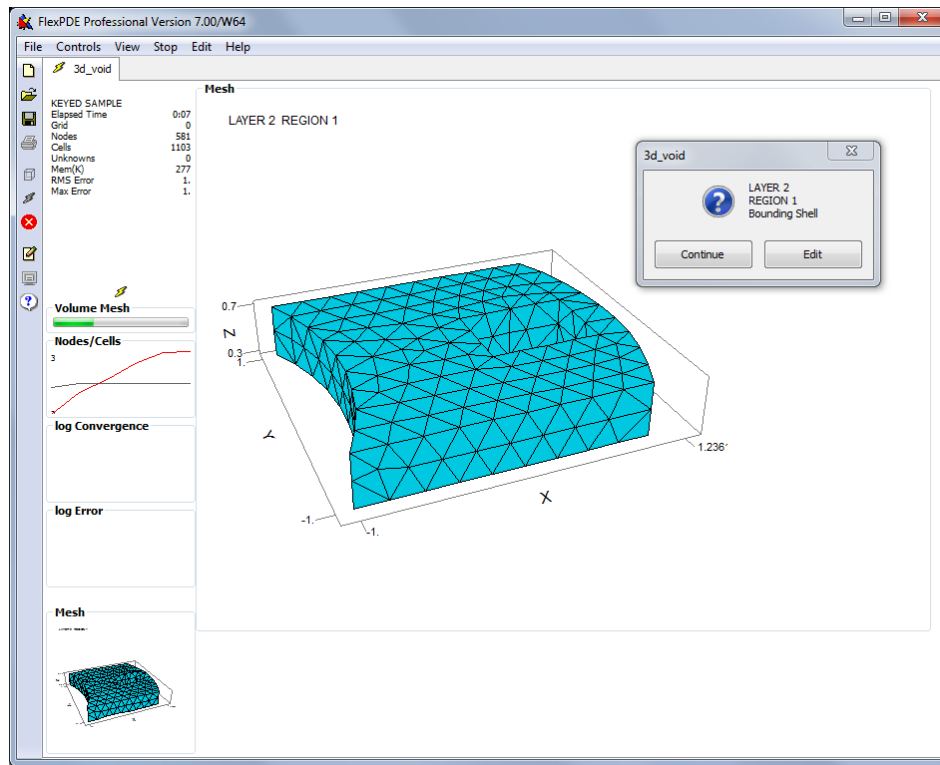 FlexPDE Professional Version 7.00/W64
File Controls View Stop Edit Help
3d_void
KEYED SAMPLE
Elapsed Time 0:07
Grid 0
Nodes 581
Cells 1103
Unknowns 0
Mem(K) 277
RMS Error 1.
Max Error 1.
Volume Mesh
Nodes/Cells
3
log Convergence
log Error
Mesh
Mesh
LAYER 2 REGION 1
0.7
Z
0.3
1.
Y
-1.
-1.
X
1.236
3d_void
LAYER 2
REGION 1
Bounding Shell
Continue Edit